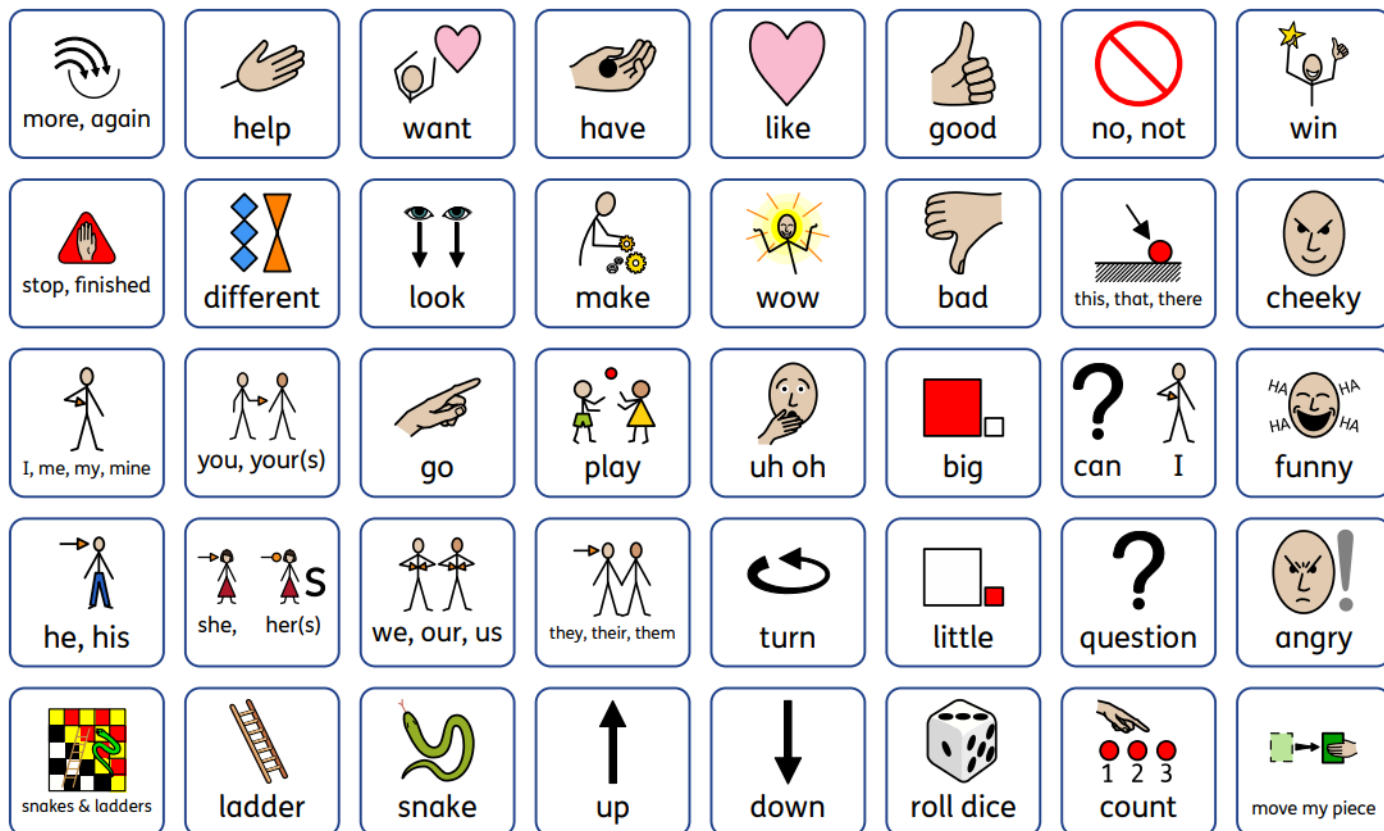 more, again
help
want
have
like
good
no, not
win
stop, finished
different
look
make
wow
bad
this, that, there
cheeky
I, me, my, mine
you, your(s)
go
play
uh oh
big
?
can I
HA HA
HA HA
funny
he, his
S
she, her(s)
we, our, us
they, their, them
turn
little
?
question
!
angry
snakes & ladders
ladder
snake
up
down
roll dice
1 2 3
count
move my piece